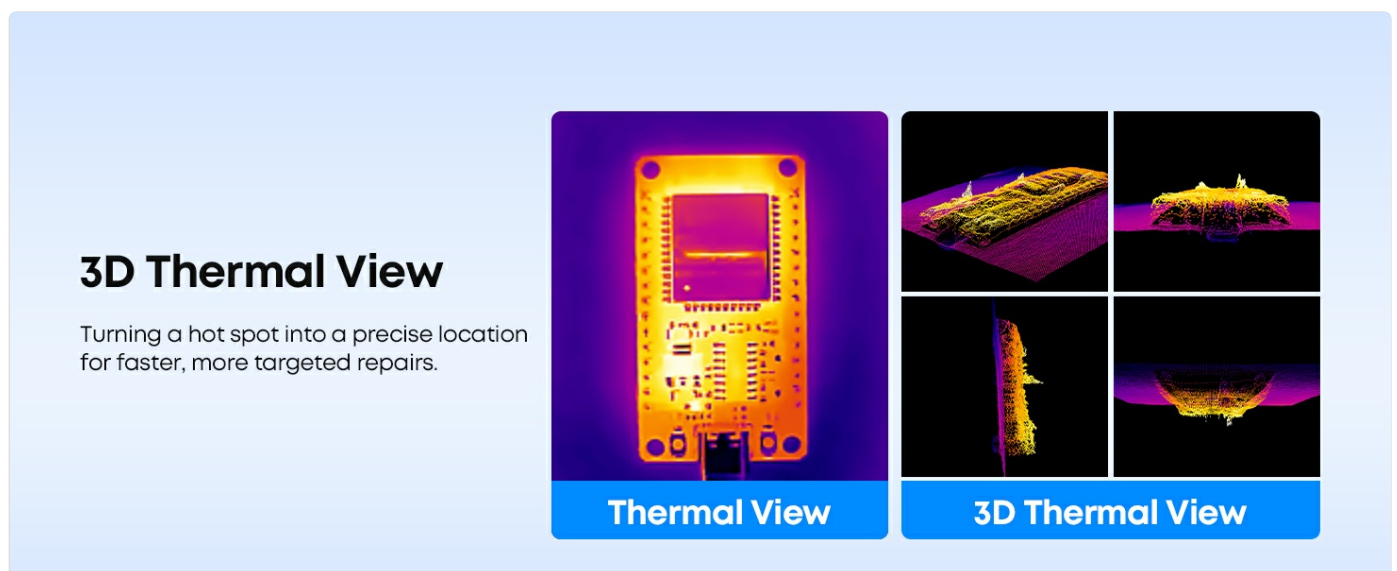 3D Thermal View
Turning a hot spot into a precise location
for faster, more targeted repairs.
Thermal View
3D Thermal View